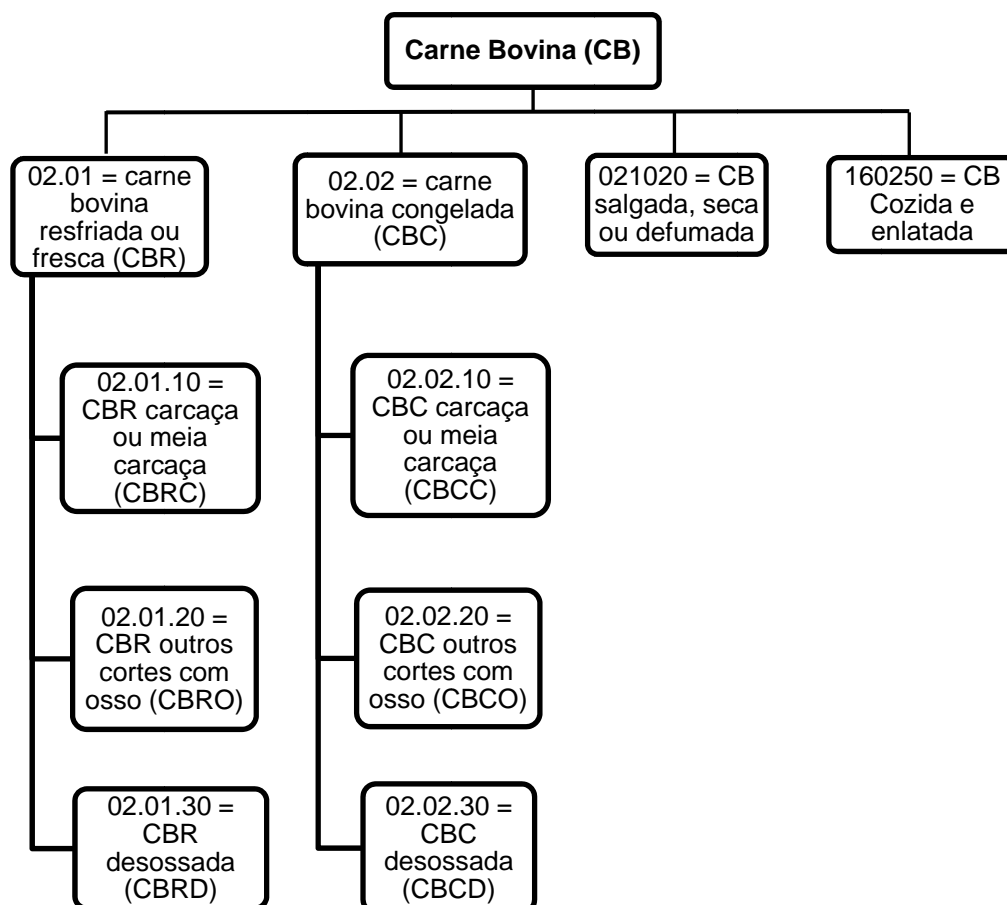 Carne Bovina (CB)
02.01 = carne
bovina
resfriada ou
fresca (CBR)
02.02 = carne
bovina congelada
(CBC)
021020 = CB
salgada, seca
ou defumada
160250 = CB
Cozida e
enlatada
02.01.10 =
CBR carcaça
ou meia
carcaça
(CBRC)
02.02.10 =
CBC carcaça
ou meia
carcaça
(CBCC)
02.01.20 =
CBR outros
cortes com
osso (CBRO)
02.02.20 =
CBC outros
cortes com
osso (CBCO)
02.01.30 =
CBR
desossada
(CBRD)
02.02.30 =
CBC
desossada
(CBCD)